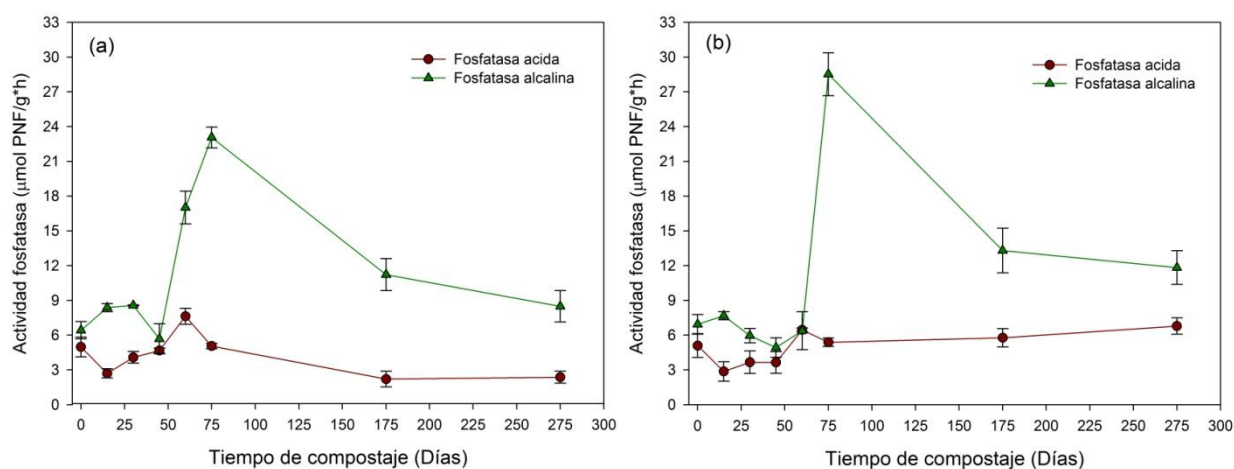 (a)
Fosfatasa acida
Fosfatasa alcalina
Actividad fosfatasa (μmol PNF/g*h)
33
30
27
24
21
18
15
12
9
6
3
0
0 25 50 75 100 125 150 175 200 225 250 275 300
Tiempo de compostaje (Días)
(b)
Fosfatasa acida
Fosfatasa alcalina
Actividad fosfatasa (μmol PNF/g*h)
33
30
27
24
21
18
15
12
9
6
3
0
0 25 50 75 100 125 150 175 200 225 250 275 300
Tiempo de compostaje (Días)